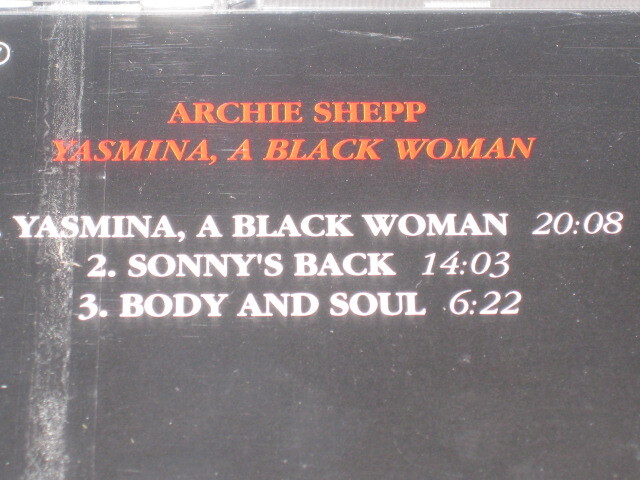 ARCHIE SHEPP
YASMINA, A BLACK WOMAN
YASMINA, A BLACK WOMAN 20:08
2. SONNY'S BACK 14:03
3. BODY AND SOUL 6:22